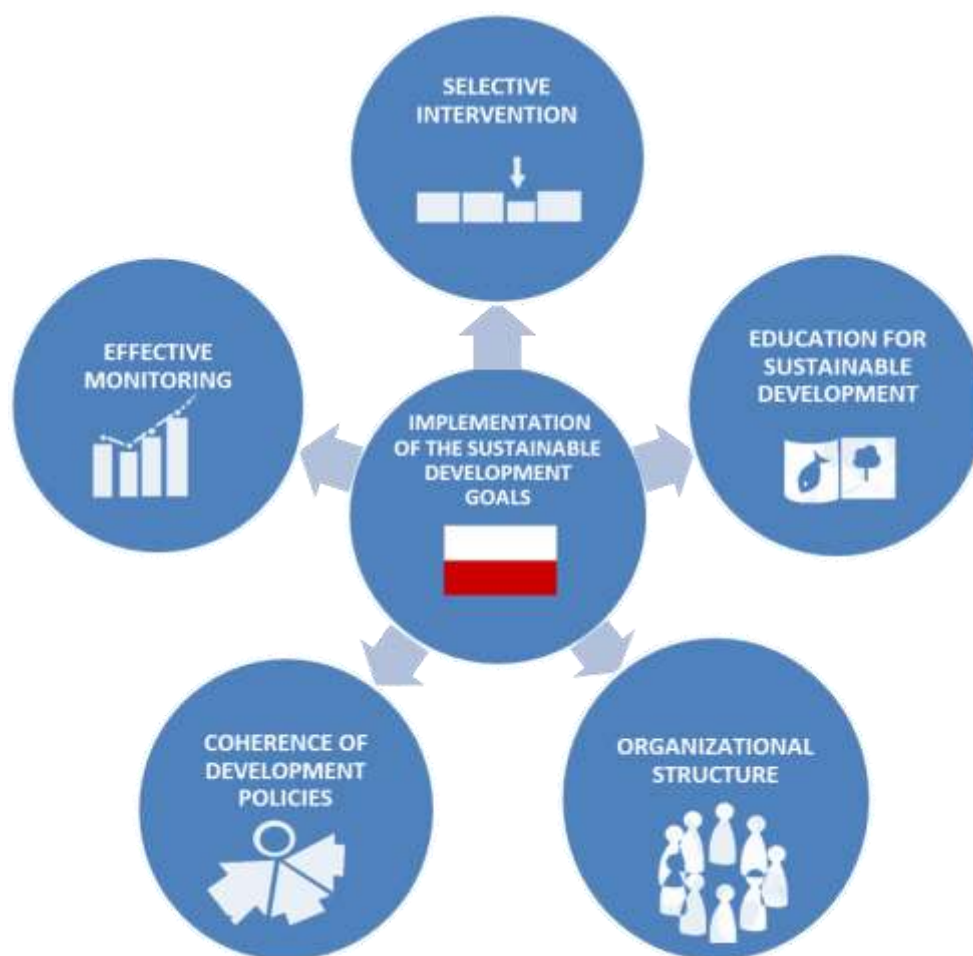 SELECTIVE
INTERVENTION
EFFECTIVE
MONITORING
EDUCATION FOR
SUSTAINABLE
DEVELOPMENT
IMPLEMENTATION
OF THE SUSTAINABLE
DEVELOPMENT
GOALS
COHERENCE OF
DEVELOPMENT
POLICIES
ORGANIZATIONAL
STRUCTURE